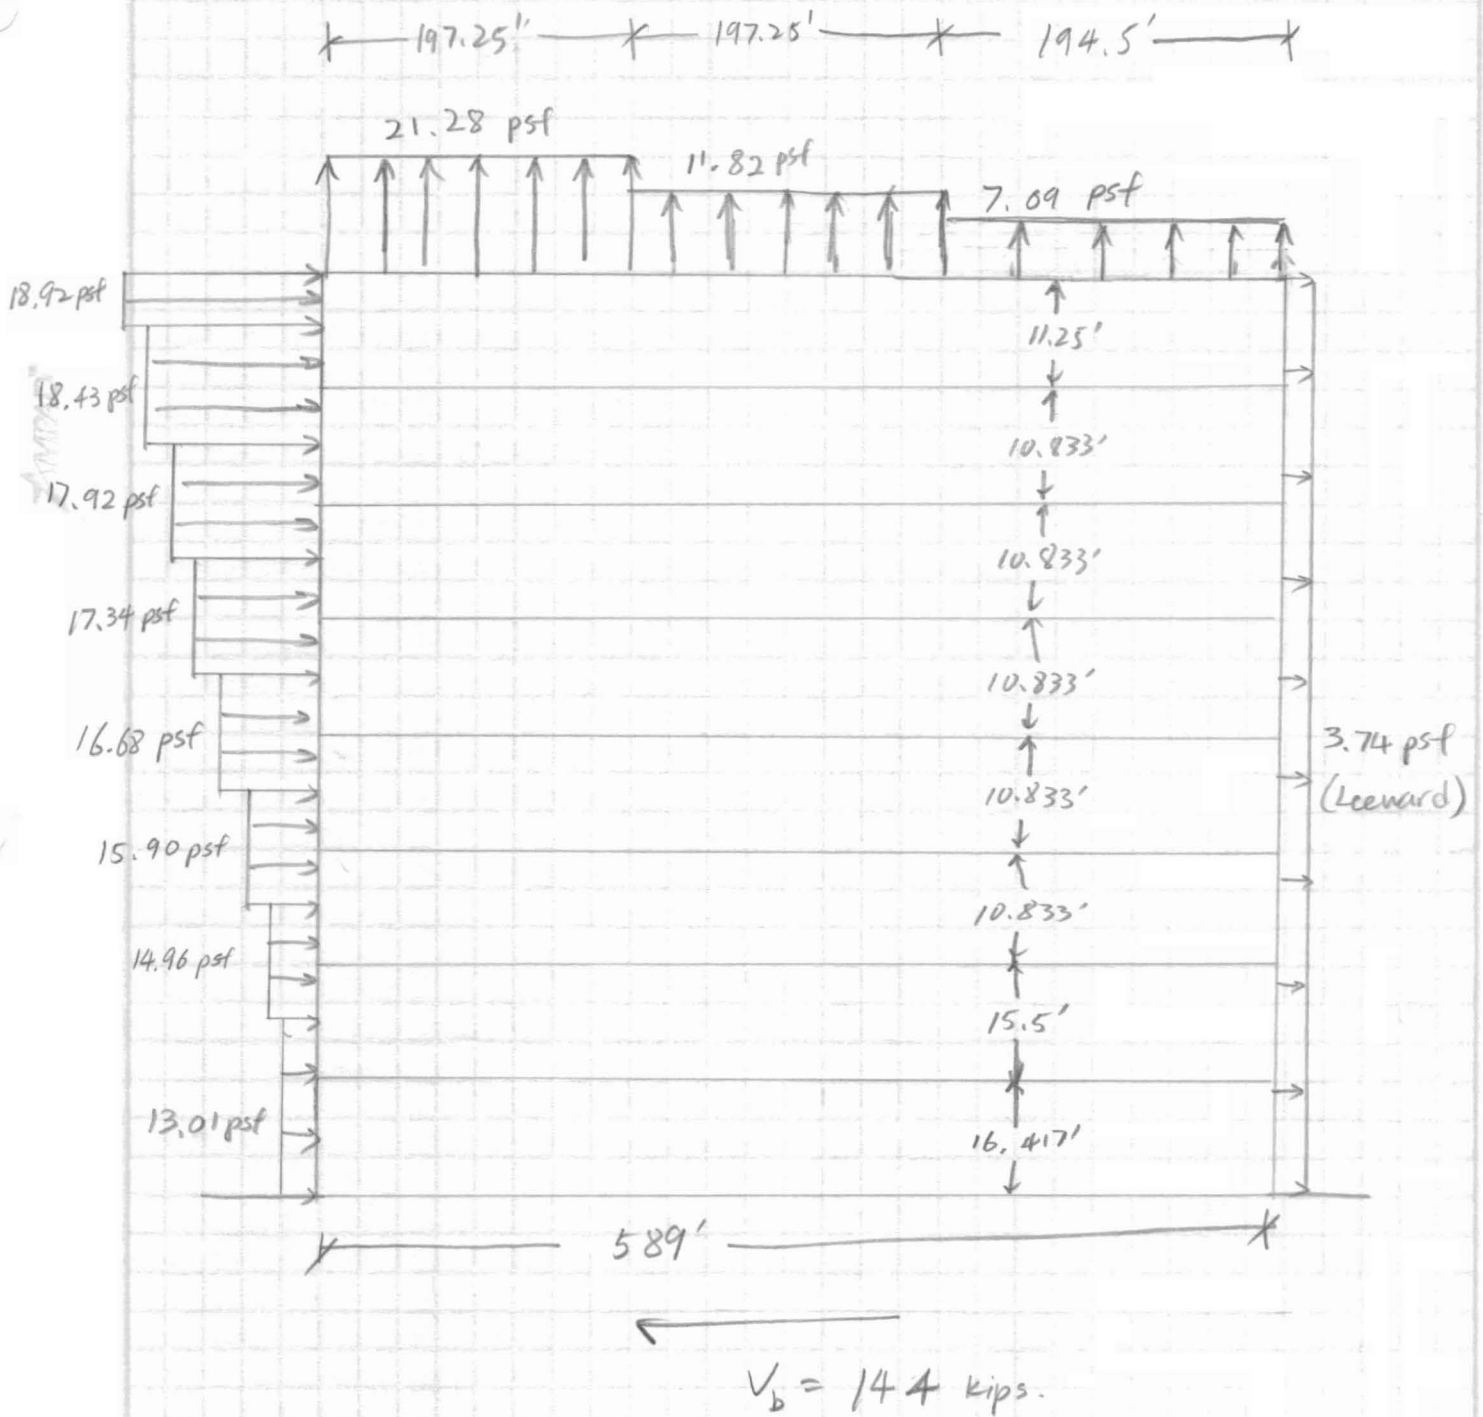 197.25" 197.25' 194.5'
21.28 psf
11.82 psf
7.09 psf
18.92 psf
11.25'
18.43 psf
10.833'
17.92 psf
10.833'
17.34 psf
10.833'
16.68 psf
3.74 psf
(Leeward)
10.833'
15.90 psf
10.833'
14.96 psf
15.5'
13.01 psf
16.417'
589'
Vb = 144 kips.